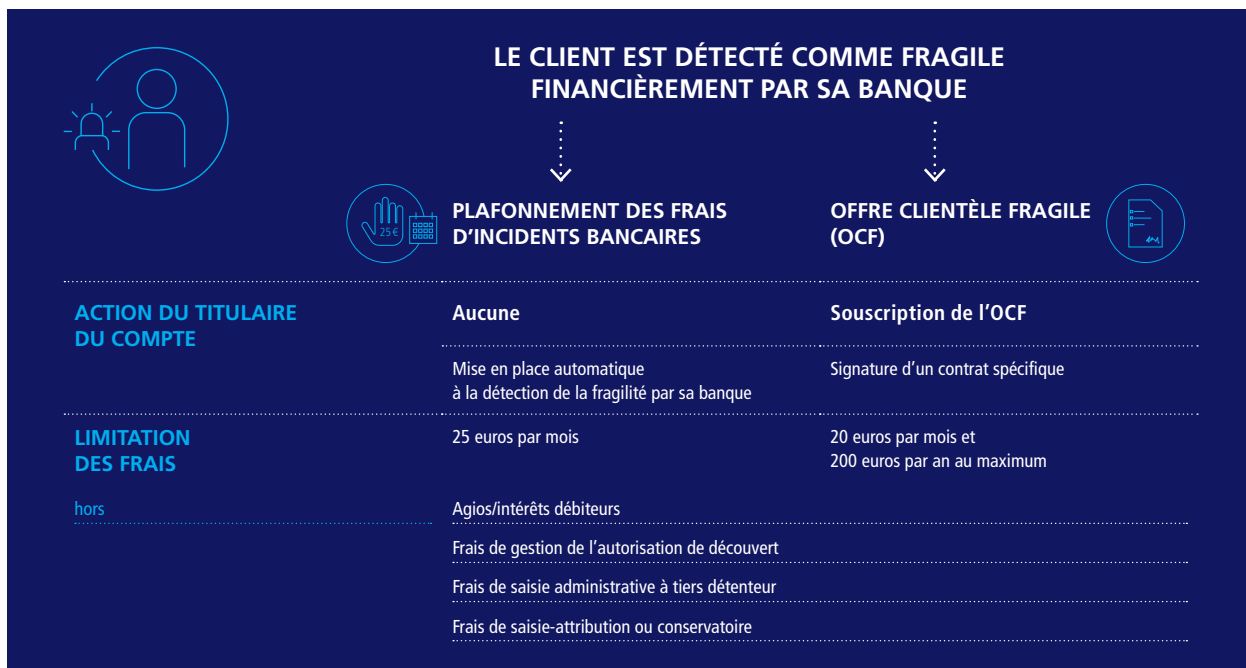 LE CLIENT EST DÉTECTÉ COMME FRAGILE
FINANCIÈREMENT PAR SA BANQUE
25 €
PLAFONNEMENT DES FRAIS
D’INCIDENTS BANCAIRES
OFFRE CLIENTÈLE FRAGILE
(OCF)
ACTION DU TITULAIRE
DU COMPTE
Aucune
Souscription de l’OCF
Mise en place automatique
à la détection de la fragilité par sa banque
Signature d’un contrat spécifique
LIMITATION
DES FRAIS
25 euros par mois
20 euros par mois et
200 euros par an au maximum
hors
Agios/intérêts débiteurs
Frais de gestion de l’autorisation de découvert
Frais de saisie administrative à tiers détenteur
Frais de saisie-attribution ou conservatoire